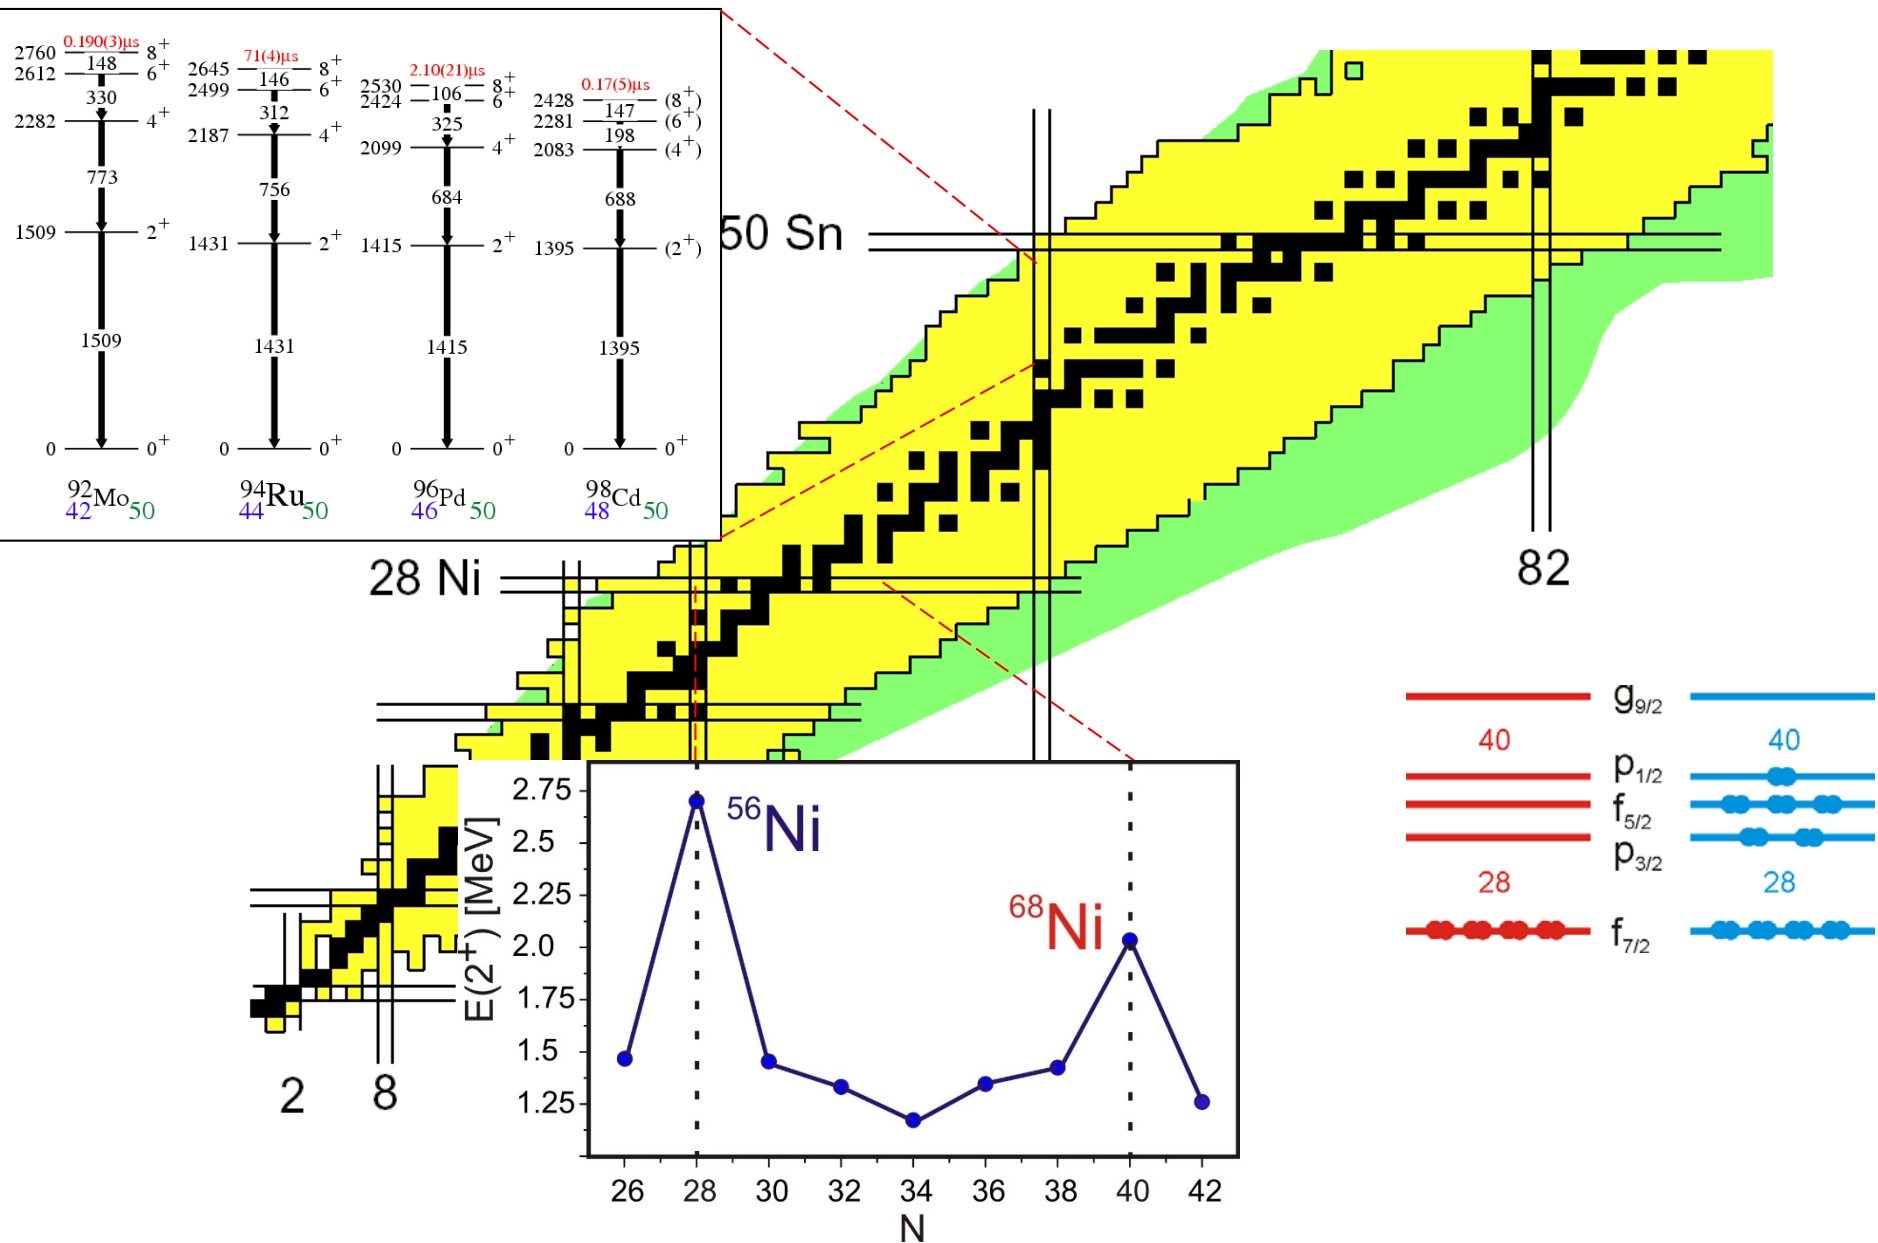 0.190(3)μs
2760 8+
148
2612 6+
330
2282 4+
773
1509 2+
1509
0 0+
92Mo
42 50
71(4)μs
2645 8+
146
2499 6+
312
2187 4+
756
1431 2+
1431
0 0+
94Ru
44 50
2.10(21)μs
2530 8+
106
2424 6+
325
2099 4+
684
1415 2+
1415
0 0+
96Pd
46 50
0.17(5)μs
2428 (8+)
147
2281 (6+)
198
2083 (4+)
688
1395 (2+)
1395
0 0+
98Cd
48 50
50 Sn
28 Ni
82
2 8
g9/2
40 40
p1/2
f5/2
p3/2
28 28
f7/2
E(2+) [MeV]
2.75
2.5
2.25
2.0
1.75
1.5
1.25
56Ni
68Ni
26 28 30 32 34 36 38 40 42
N